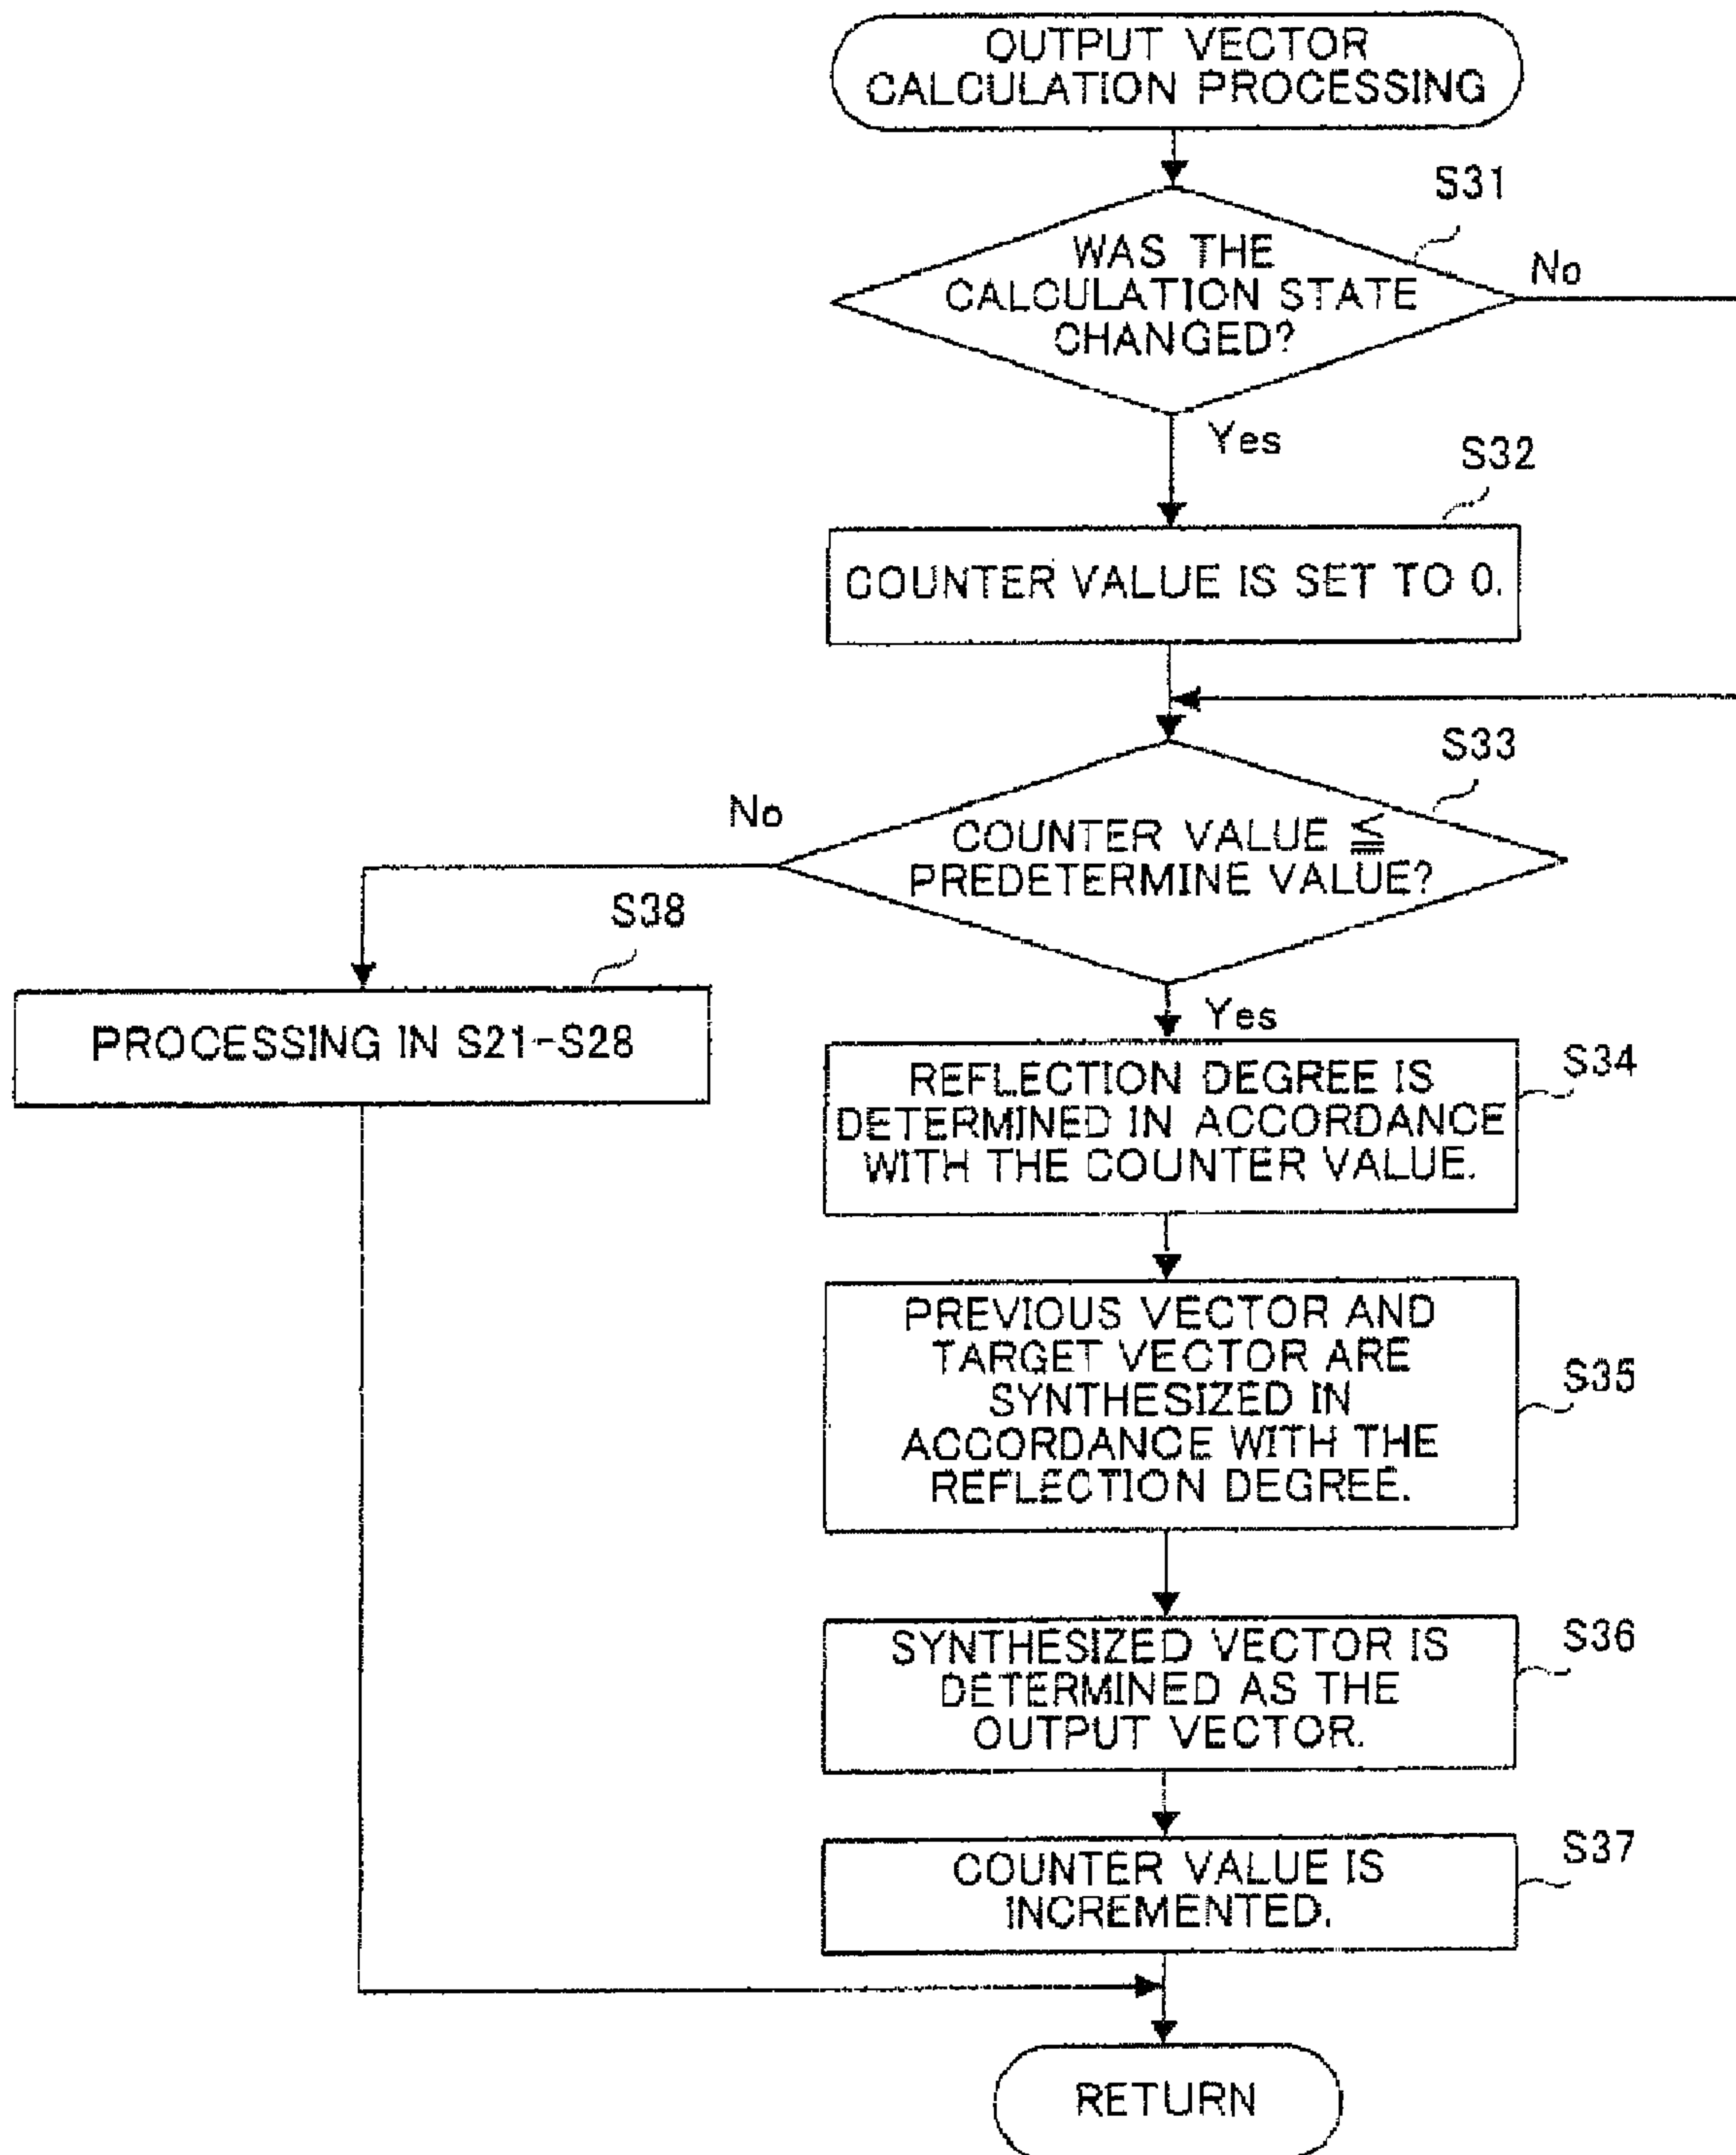 OUTPUT VECTOR
CALCULATION PROCESSING
S31
WAS THE
CALCULATION STATE
CHANGED?
No
Yes
S32
COUNTER VALUE IS SET TO 0.
S33
No
COUNTER VALUE ≦
PREDETERMINE VALUE?
S38
PROCESSING IN S21-S28
Yes
S34
REFLECTION DEGREE IS
DETERMINED IN ACCORDANCE
WITH THE COUNTER VALUE.
PREVIOUS VECTOR AND
TARGET VECTOR ARE
SYNTHESIZED IN
ACCORDANCE WITH THE
REFLECTION DEGREE.
S35
SYNTHESIZED VECTOR IS
DETERMINED AS THE
OUTPUT VECTOR.
S36
COUNTER VALUE IS
INCREMENTED.
S37
RETURN